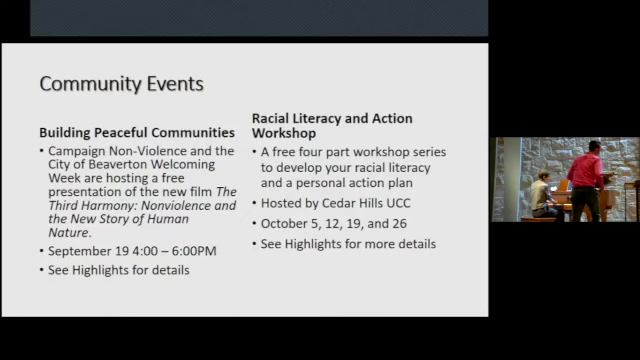 Community Events
Building Peaceful Communities
• Campaign Non-Violence and the
City of Beaverton Welcoming
Week are hosting a free
presentation of the new film The
Third Harmony: Nonviolence and
the New Story of Human
Nature.
• September 19 4:00 – 6:00PM
• See Highlights for details
Racial Literacy and Action
Workshop
• A free four part workshop series
to develop your racial literacy
and a personal action plan
• Hosted by Cedar Hills UCC
• October 5, 12, 19, and 26
• See Highlights for more details